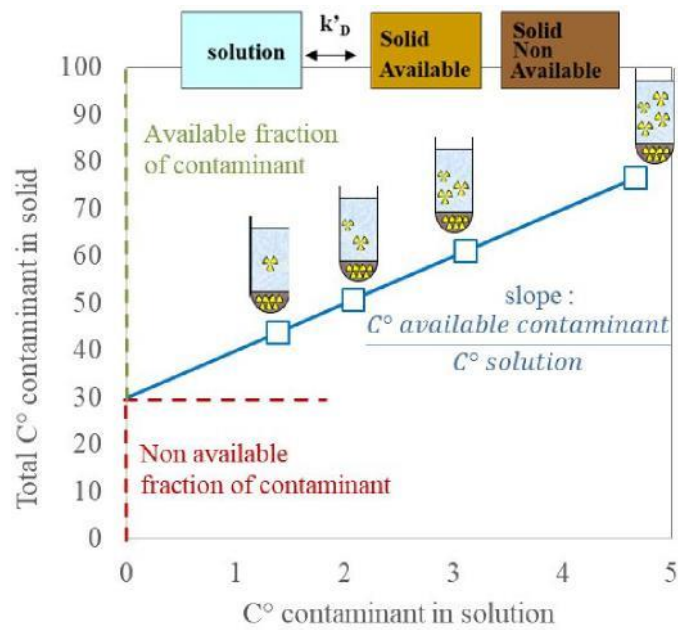 k'D
solution
Solid
Available
Solid
Non
Available
100
90
80
70
60
50
40
30
20
10
0
Total C° contaminant in solid
Available fraction
of contaminant
slope :
C° available contaminant
C° solution
Non available
fraction of contaminant
0 1 2 3 4 5
C° contaminant in solution